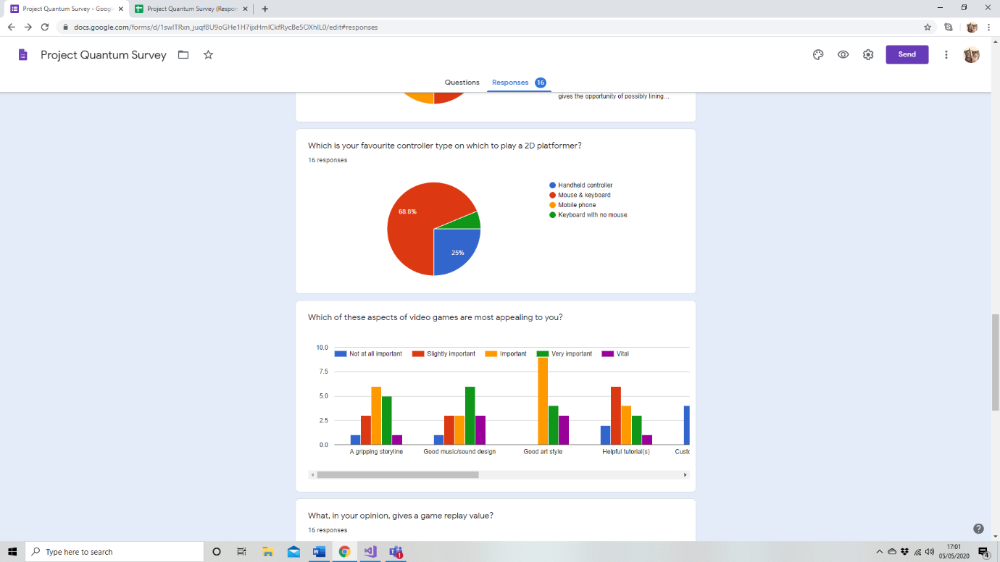 Project Quantum Survey - Googl
Project Quantum Survey (Respon
docs.google.com/forms/d/
/edit#responses
Project Quantum Survey
Send
Questions
Responses 16
gives the opportunity of possibly lining...
Which is your favourite controller type on which to play a 2D platformer?
16 responses
68.8%
25%
Handheld controller
Mouse & keyboard
Mobile phone
Keyboard with no mouse
Which of these aspects of video games are most appealing to you?
10.0
7.5
5.0
2.5
0.0
Not at all important
Slightly important
Important
Very important
Vital
A gripping storyline
Good music/sound design
Good art style
Helpful tutorial(s)
Custo
What, in your opinion, gives a game replay value?
16 responses
Type here to search
17:01
05/05/2020